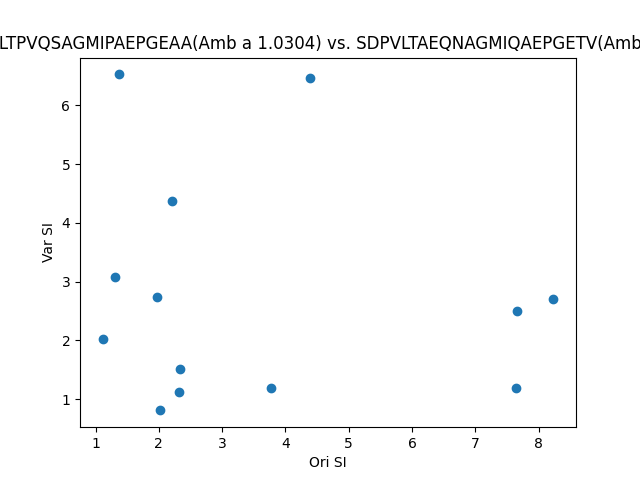 LTPVQSAGMIPAEPGEAA(Amb a 1.0304) vs. SDPVLTAEQNAGMIQAEPGETV(Amb
Var SI
6
5
4
3
2
1
1 2 3 4 5 6 7 8
Ori SI